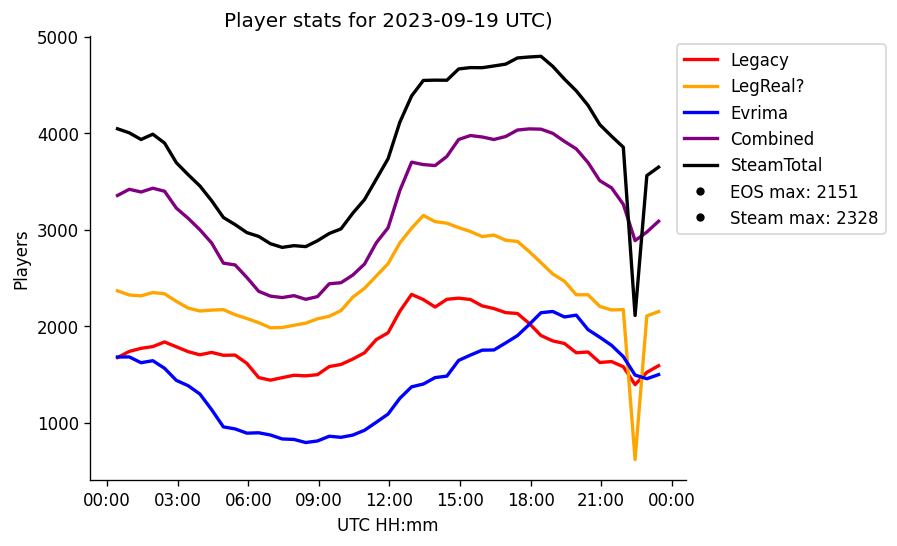 Player stats for 2023-09-19 UTC)
5000
4000
3000
2000
1000
Players
00:00 03:00 06:00 09:00 12:00 15:00 18:00 21:00 00:00
UTC HH:mm
Legacy
LegReal?
Evrima
Combined
SteamTotal
EOS max: 2151
Steam max: 2328